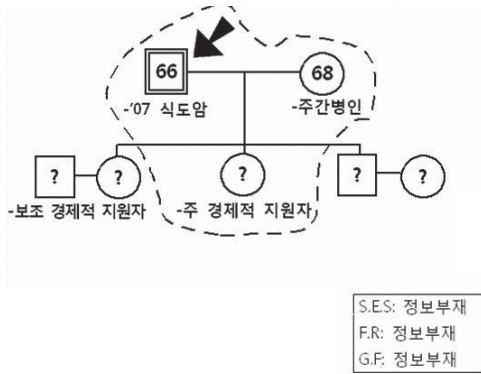 66
68
-'07 식도암
-주간병인
?
?
?
?
?
-보조 경제적 지원자
-주 경제적 지원자
S.E.S: 정보부재
F.R: 정보부재
G.F: 정보부재